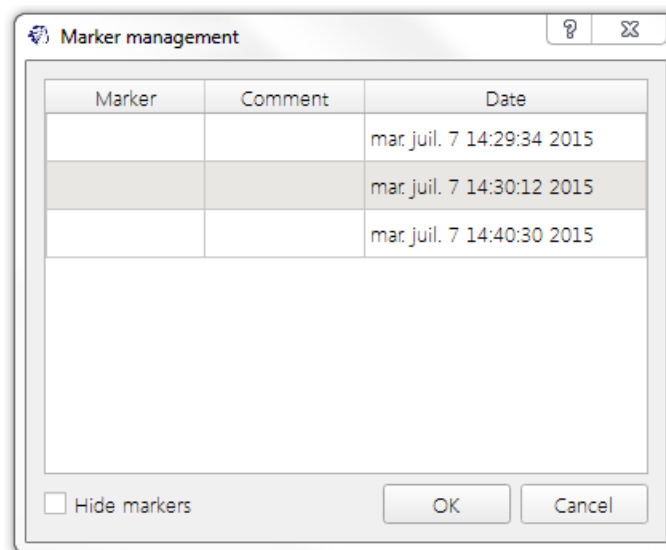 Marker management
Marker Comment Date
mar. juil. 7 14:29:34 2015
mar. juil. 7 14:30:12 2015
mar. juil. 7 14:40:30 2015
Hide markers OK Cancel